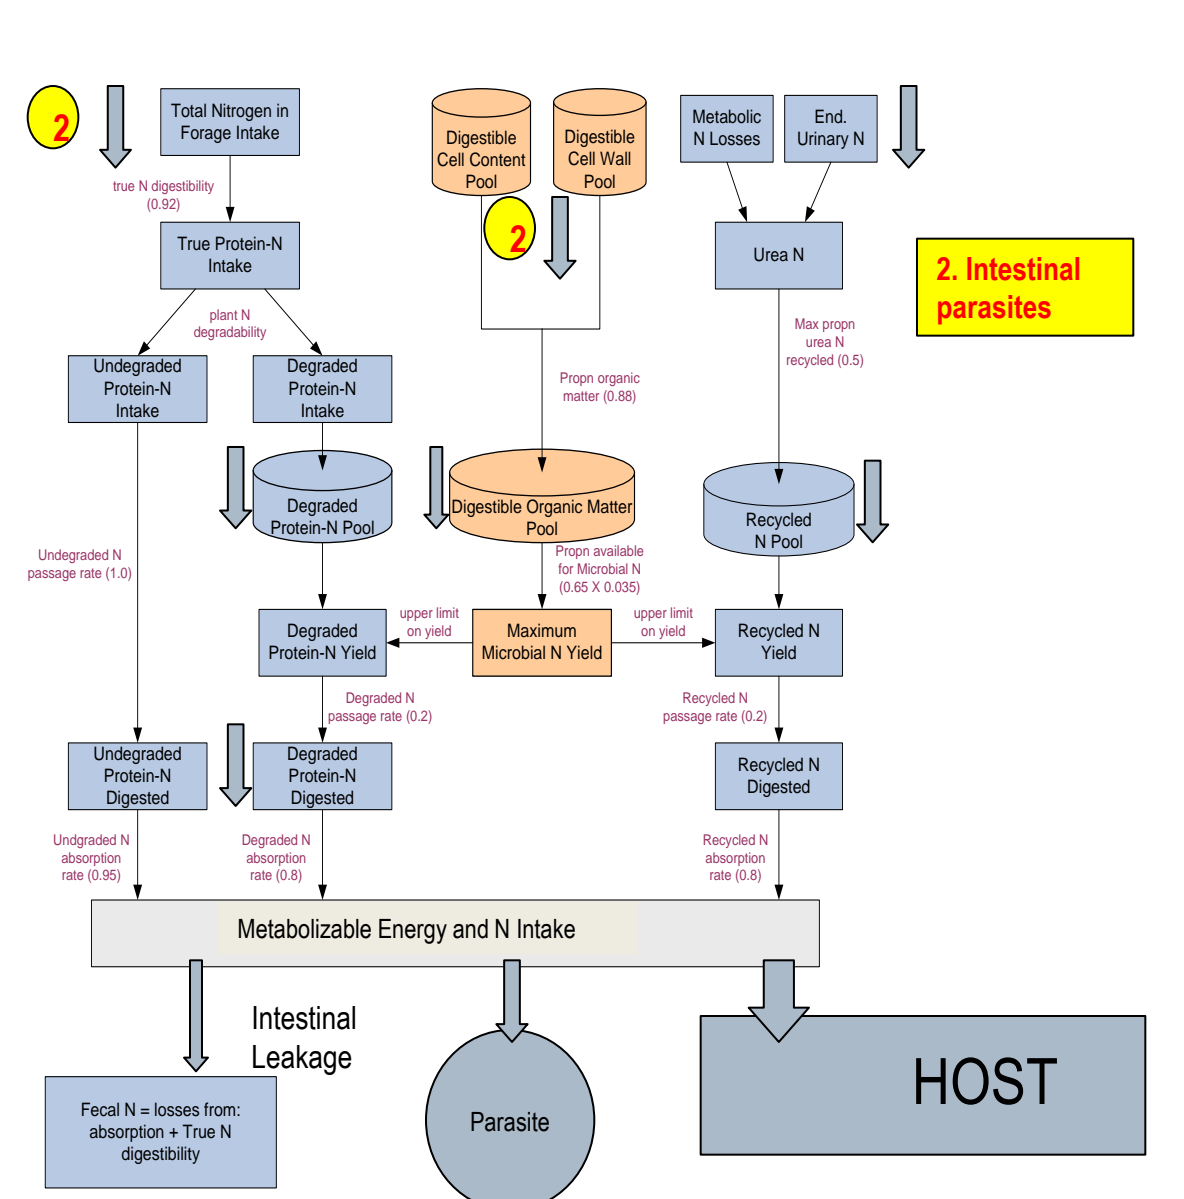 2
Total Nitrogen in
Forage Intake
Digestible
Cell Content
Pool
Digestible
Cell Wall
Pool
Metabolic
N Losses
End.
Urinary N
true N digestibility
(0.92)
True Protein-N
Intake
2
Urea N
2. Intestinal
parasites
plant N
degradability
Max propn
urea N
recycled (0.5)
Undegraded
Protein-N
Intake
Degraded
Protein-N
Intake
Propn organic
matter (0.88)
Degraded
Protein-N Pool
Digestible Organic Matter
Pool
Recycled
N Pool
Undegraded N
passage rate (1.0)
Propn available
for Microbial N
(0.65 X 0.035)
Degraded
Protein-N Yield
upper limit
on yield
Maximum
Microbial N Yield
upper limit
on yield
Recycled N
Yield
Degraded N
passage rate (0.2)
Recycled N
passage rate (0.2)
Undegraded
Protein-N
Digested
Degraded
Protein-N
Digested
Recycled N
Digested
Undgraded N
absorption
rate (0.95)
Degraded N
absorption
rate (0.8)
Recycled N
absorption
rate (0.8)
Metabolizable Energy and N Intake
Intestinal
Leakage
Fecal N = losses from:
absorption + True N
digestibility
Parasite
HOST